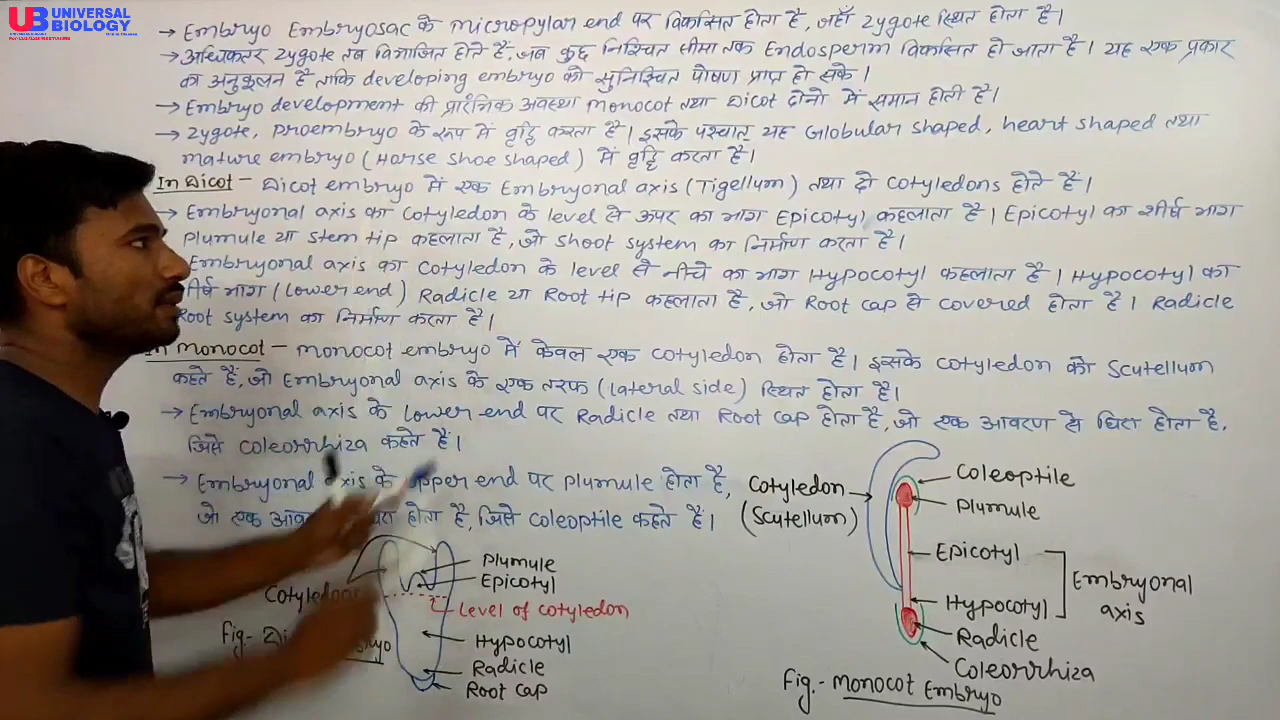 UB UNIVERSAL BIOLOGY
→ Embryo Embryosac के micropylar end पर विकसित होता है, जहाँ zygote स्थित होता है।
→ अधिकतर zygote तब विभाजित होते हैं, जब कुछ निश्चित सीमा तक Endosperm विकसित हो जाता है। यह एक प्रकार
का अनुकूलन है ताकि developing embryo को सुनिश्चित पोषण प्राप्त हो सके।
→ Embryo development की प्रारंभिक अवस्था monocot तथा Dicot दोनो में समान होती है।
→ zygote, proembryo के रूप में वृद्धि करता है। इसके पश्चात् यह Globular shaped, heart shaped तथा
mature embryo (Horse shoe shaped) में वृद्धि करता है।
In Dicot – Dicot embryo में एक Embryonal axis (Tigellum) तथा दो cotyledons होते हैं।
→ Embryonal axis का cotyledon के level से ऊपर का भाग Epicotyl कहलाता है। Epicotyl का शीर्ष भाग
Plumule या stem tip कहलाता है, जो shoot system का निर्माण करता है।
Embryonal axis का cotyledon के level से नीचे का भाग Hypocotyl कहलाता है। Hypocotyl का
भाग (lower end) Radicle या Root tip कहलाता है, जो Root cap से covered होता है। Radicle
Root system का निर्माण करता है।
In Monocot – monocot embryo में केवल एक cotyledon होता है। इसके cotyledon को Scutellum
कहते हैं, जो Embryonal axis के एक तरफ (lateral side) स्थित होता है।
→ Embryonal axis के lower end पर Radicle तथा Root cap होता है, जो एक आवरण से घिरा होता है,
जिसे coleorrhiza कहते हैं।
→ Embryonal axis के upper end पर plumule होता है,
जो एक होता है, जिसे coleoptile कहते हैं।
Cotyledon
(Scutellum)
Coleoptile
Plumule
Epicotyl
Hypocotyl
Embryonal
axis
Radicle
Coleorrhiza
Fig.- Monocot Embryo
Plumule
Epicotyl
Level of cotyledon
Hypocotyl
Radicle
Root cap
Cotyledon
Fig-